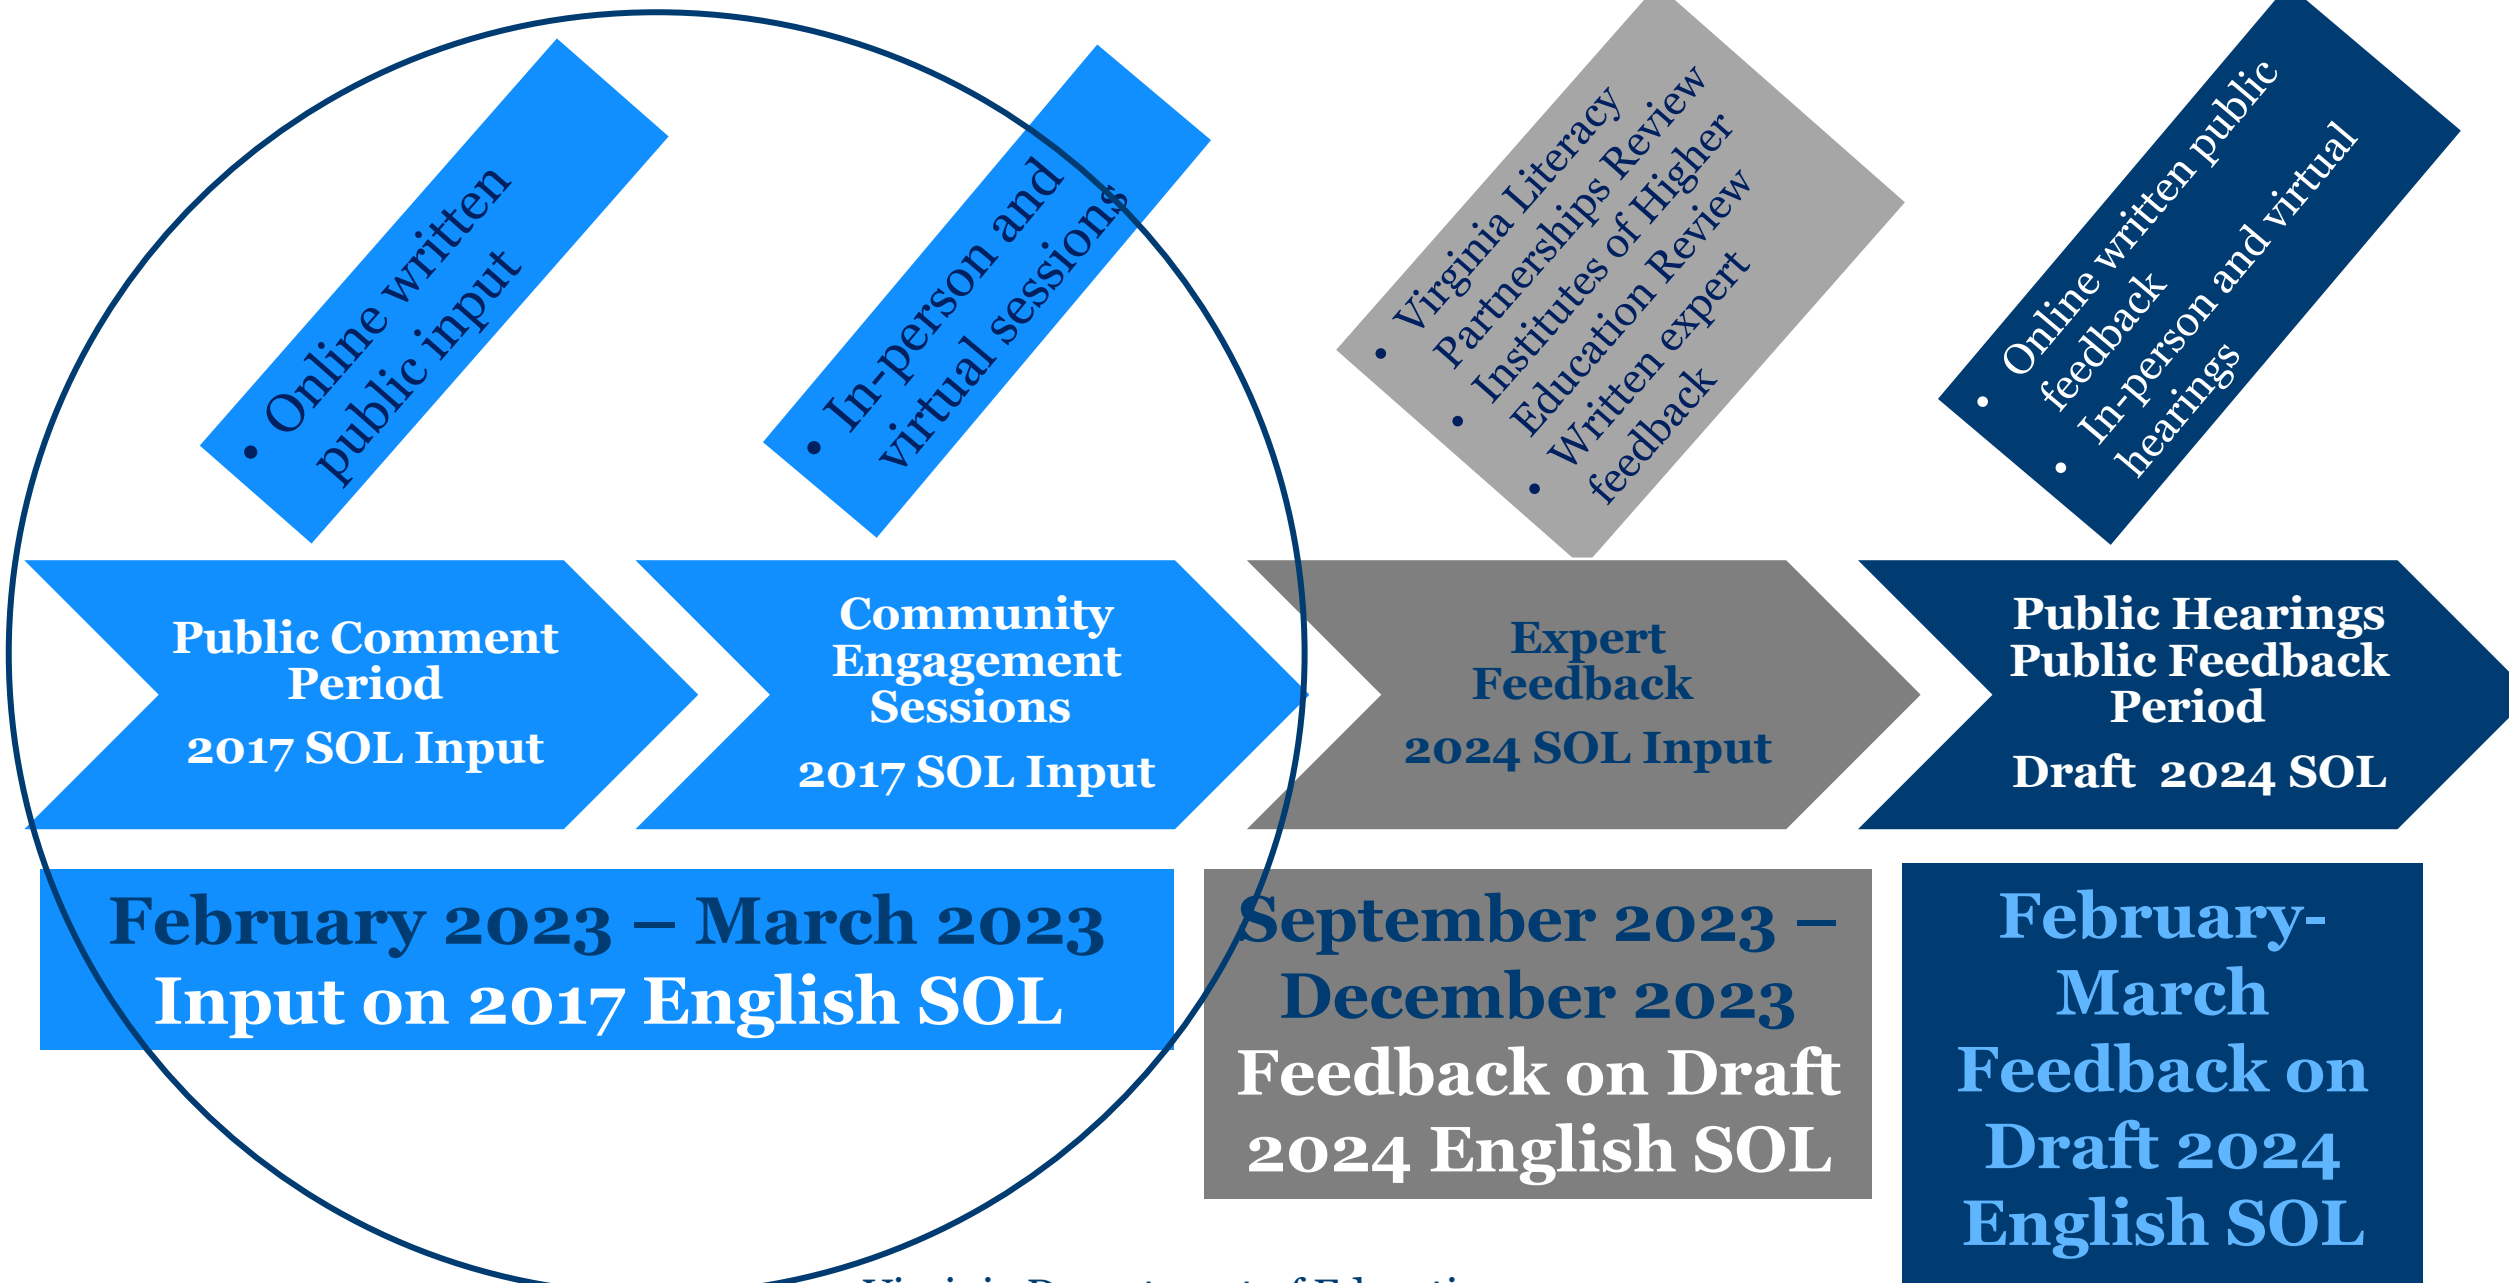 • Online written
public input
• In-person and
virtual sessions
• Virginia Literacy
Partnerships Review
• Institutes of Higher
Education Review
• Written expert
feedback
• Online written public
feedback
• In-person and virtual
hearings
Public Comment
Period
2017 SOL Input
Community
Engagement
Sessions
2017 SOL Input
Expert
Feedback
2024 SOL Input
Public Hearings
Public Feedback
Period
Draft 2024 SOL
February 2023 – March 2023
Input on 2017 English SOL
September 2023 –
December 2023
Feedback on Draft
2024 English SOL
February-
March
Feedback on
Draft 2024
English SOL